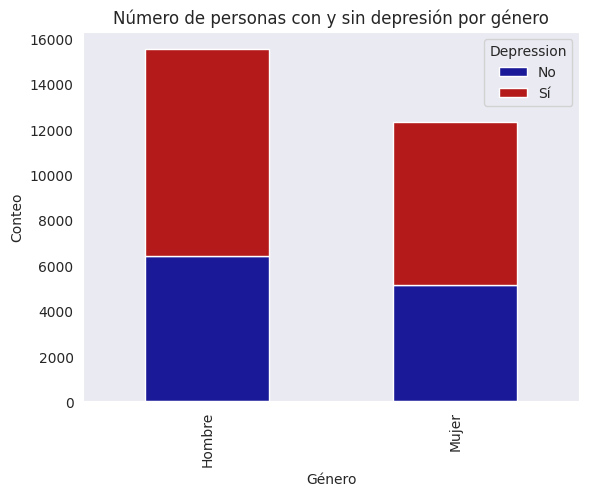 Número de personas con y sin depresión por género
Depression
No
Sí
16000
14000
12000
10000
8000
6000
4000
2000
0
Conteo
Hombre
Mujer
Género